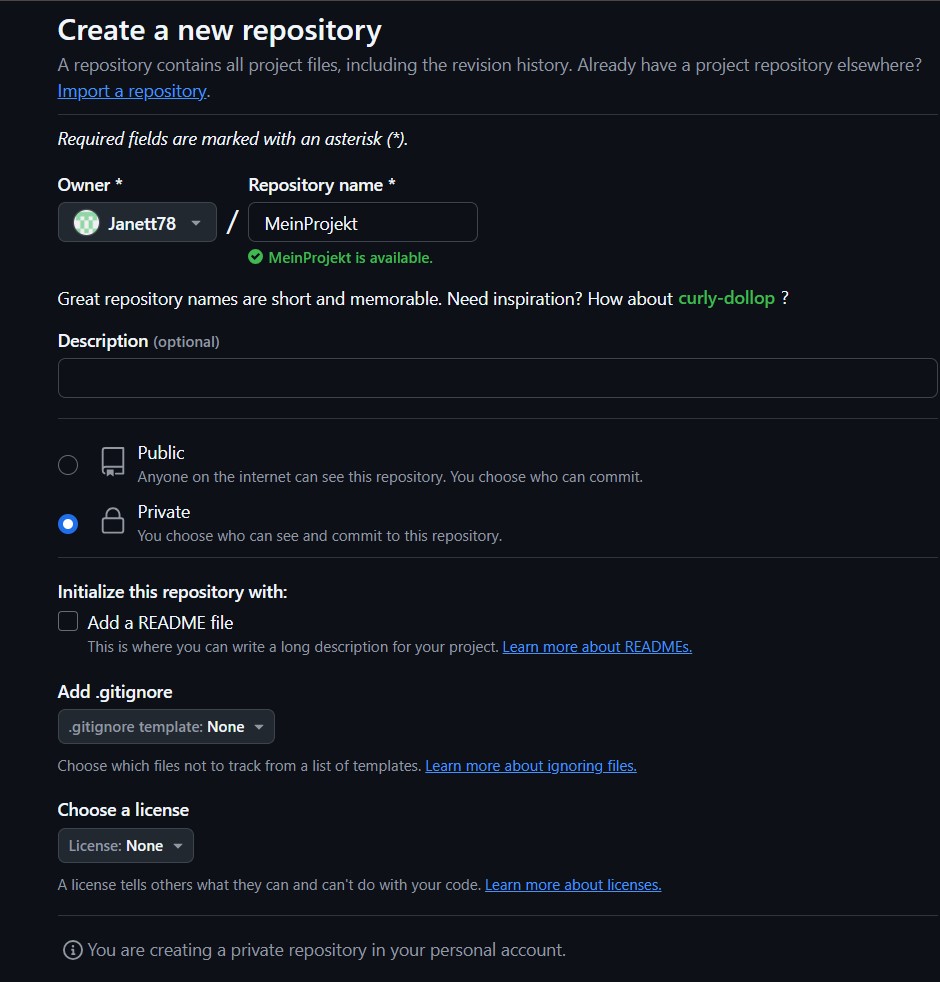 Create a new repository
A repository contains all project files, including the revision history. Already have a project repository elsewhere?
Import a repository.
Required fields are marked with an asterisk (*).
Owner * Repository name *
Janett78 / MeinProjekt
MeinProjekt is available.
Great repository names are short and memorable. Need inspiration? How about curly-dollop ?
Description (optional)
Public
Anyone on the internet can see this repository. You choose who can commit.
Private
You choose who can see and commit to this repository.
Initialize this repository with:
Add a README file
This is where you can write a long description for your project. Learn more about READMEs.
Add .gitignore
.gitignore template: None
Choose which files not to track from a list of templates. Learn more about ignoring files.
Choose a license
License: None
A license tells others what they can and can't do with your code. Learn more about licenses.
You are creating a private repository in your personal account.